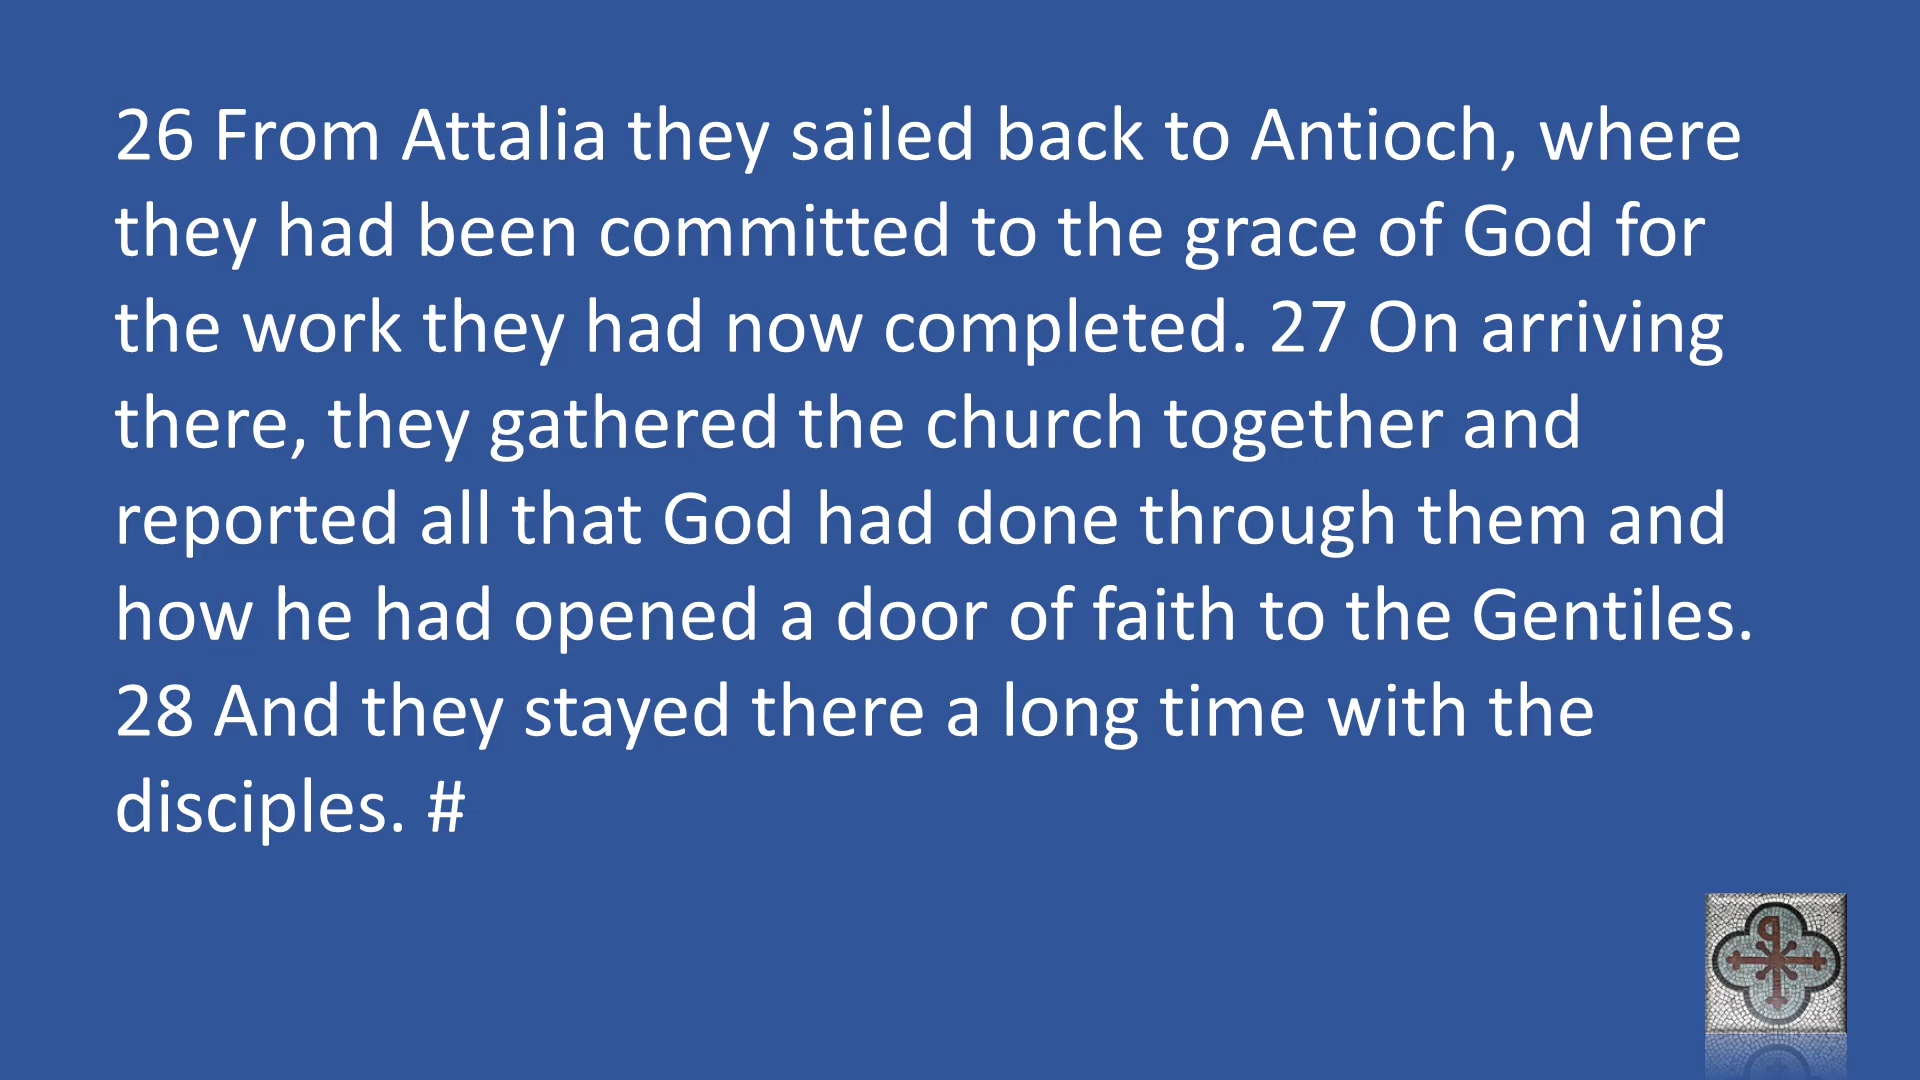 26 From Attalia they sailed back to Antioch, where
they had been committed to the grace of God for
the work they had now completed. 27 On arriving
there, they gathered the church together and
reported all that God had done through them and
how he had opened a door of faith to the Gentiles.
28 And they stayed there a long time with the
disciples. #